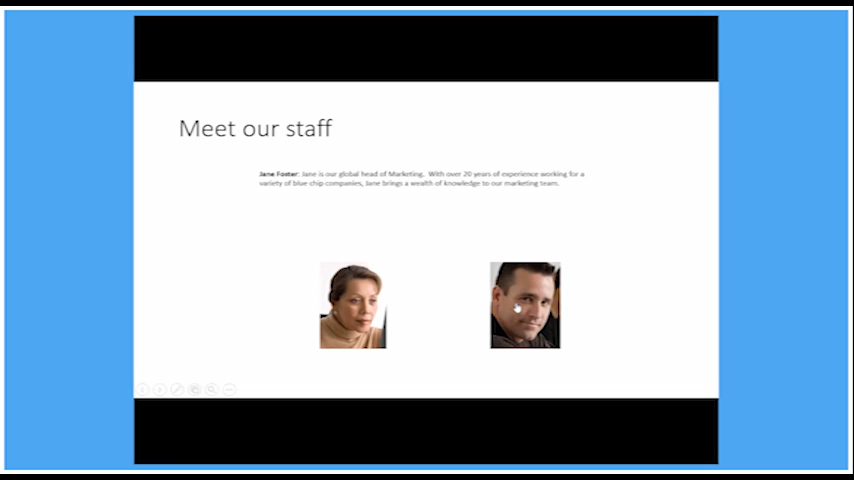 Meet our staff
Jane Foster: Jane is our global head of Marketing. With over 20 years of experience working for a
variety of blue chip companies, Jane brings a wealth of knowledge to our marketing team.